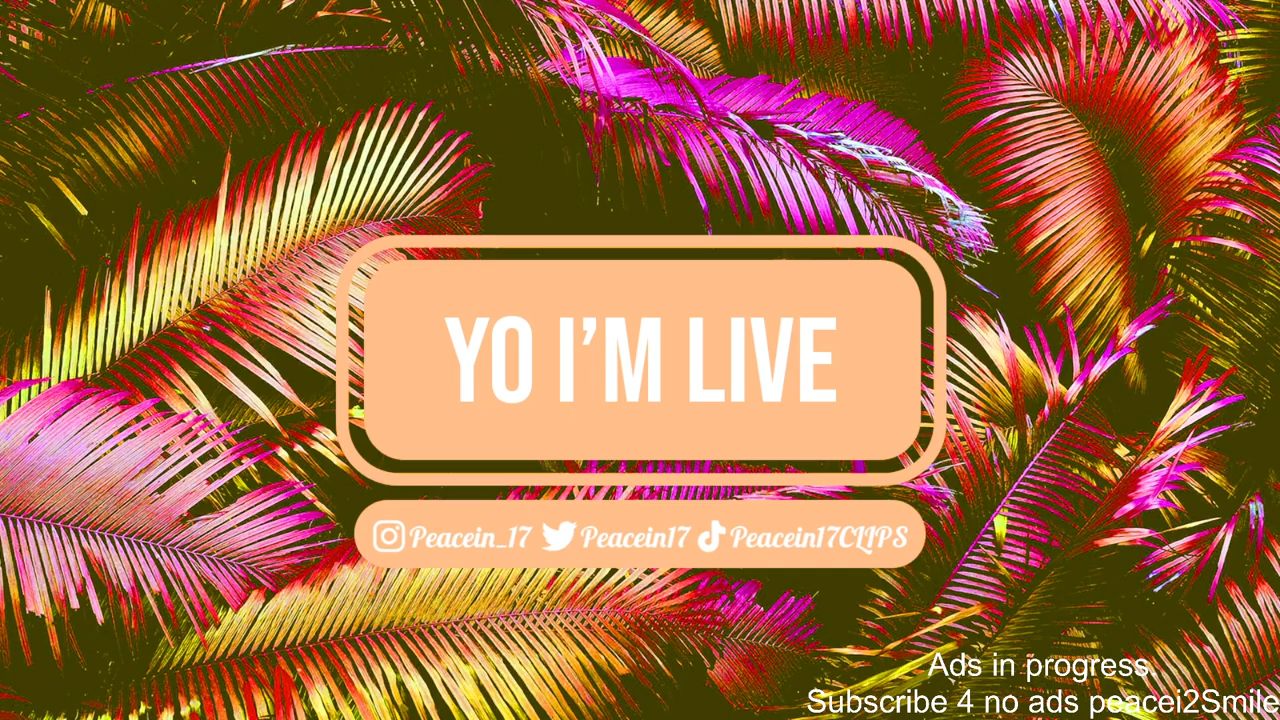 YO I’M LIVE
Peacein_17 Peacein17 Peacein17CLIPS
Ads in progress.
Subscribe 4 no ads peacei2Smile